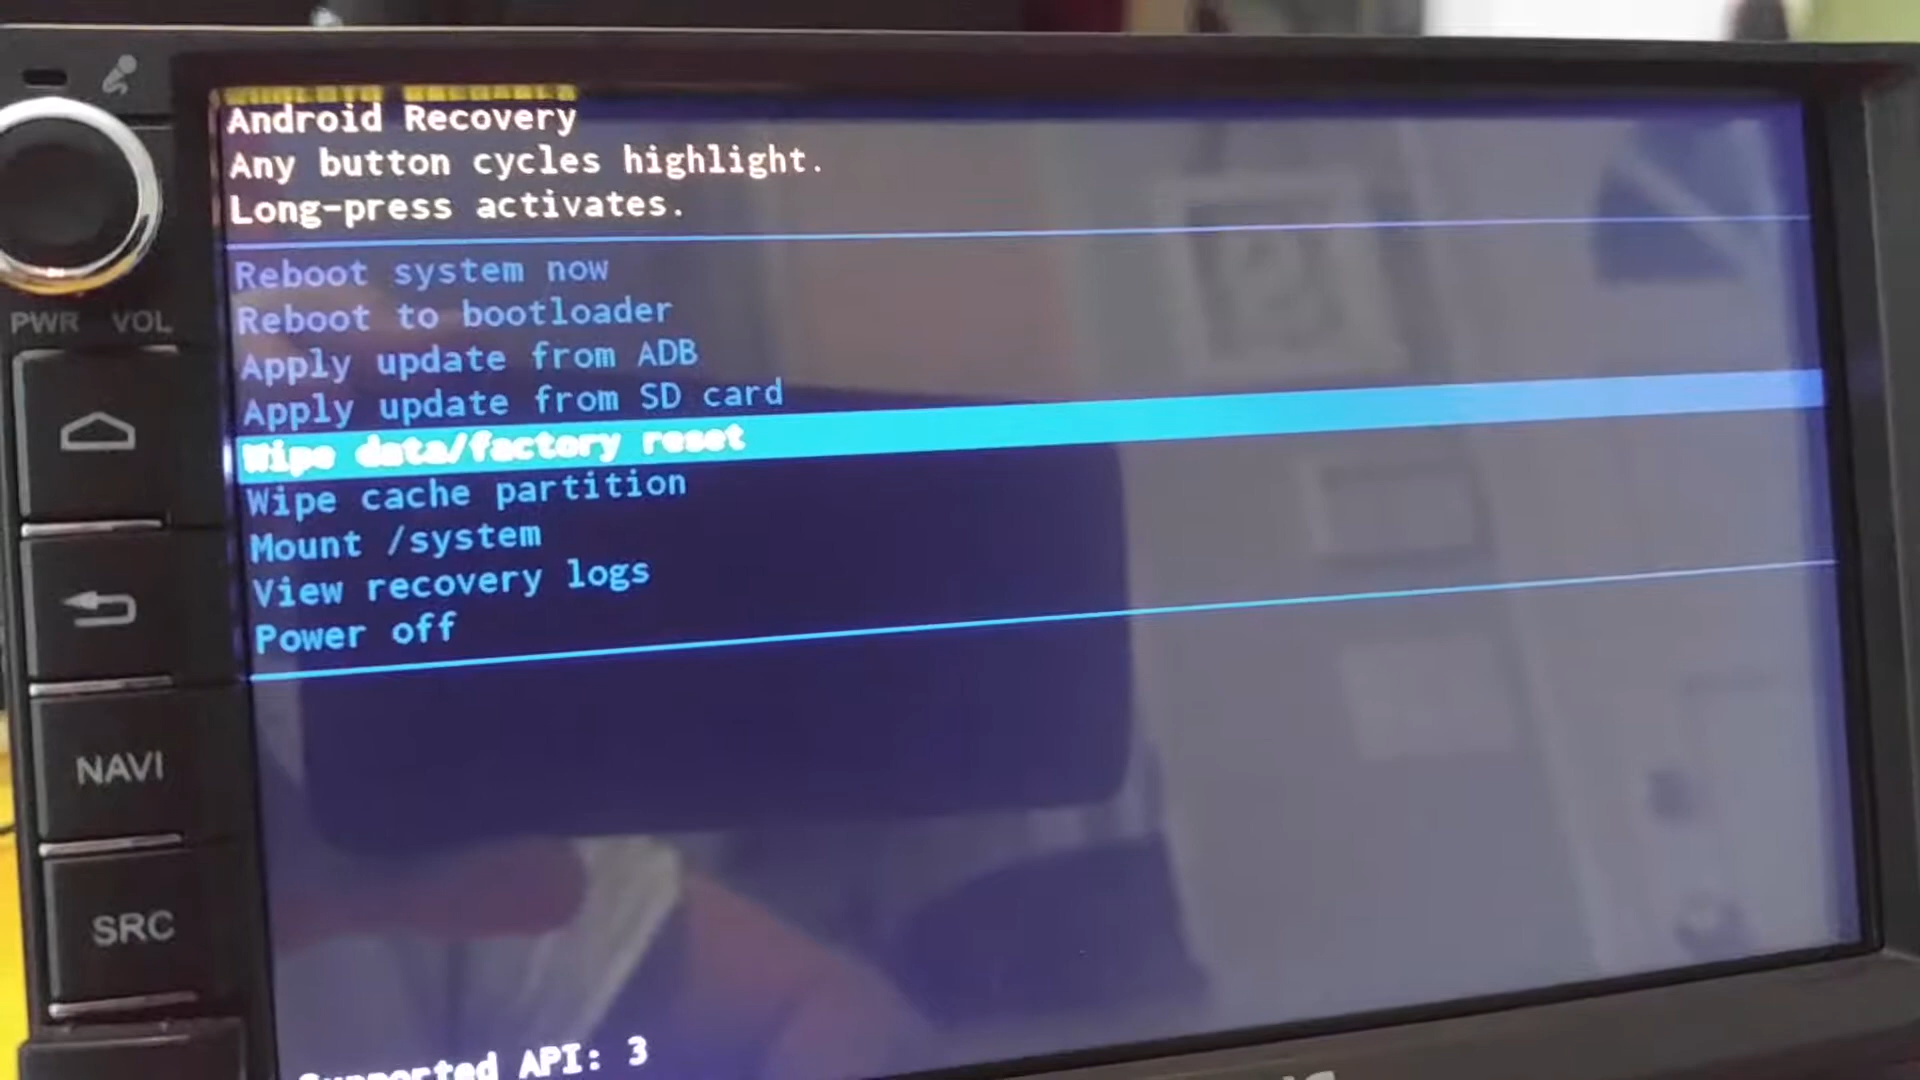 Android Recovery
Any button cycles highlight.
Long-press activates.
Reboot system now
Reboot to bootloader
Apply update from ADB
Apply update from SD card
Wipe data/factory reset
Wipe cache partition
Mount /system
View recovery logs
Power off
Supported API: 3
PWR VOL
NAVI
SRC